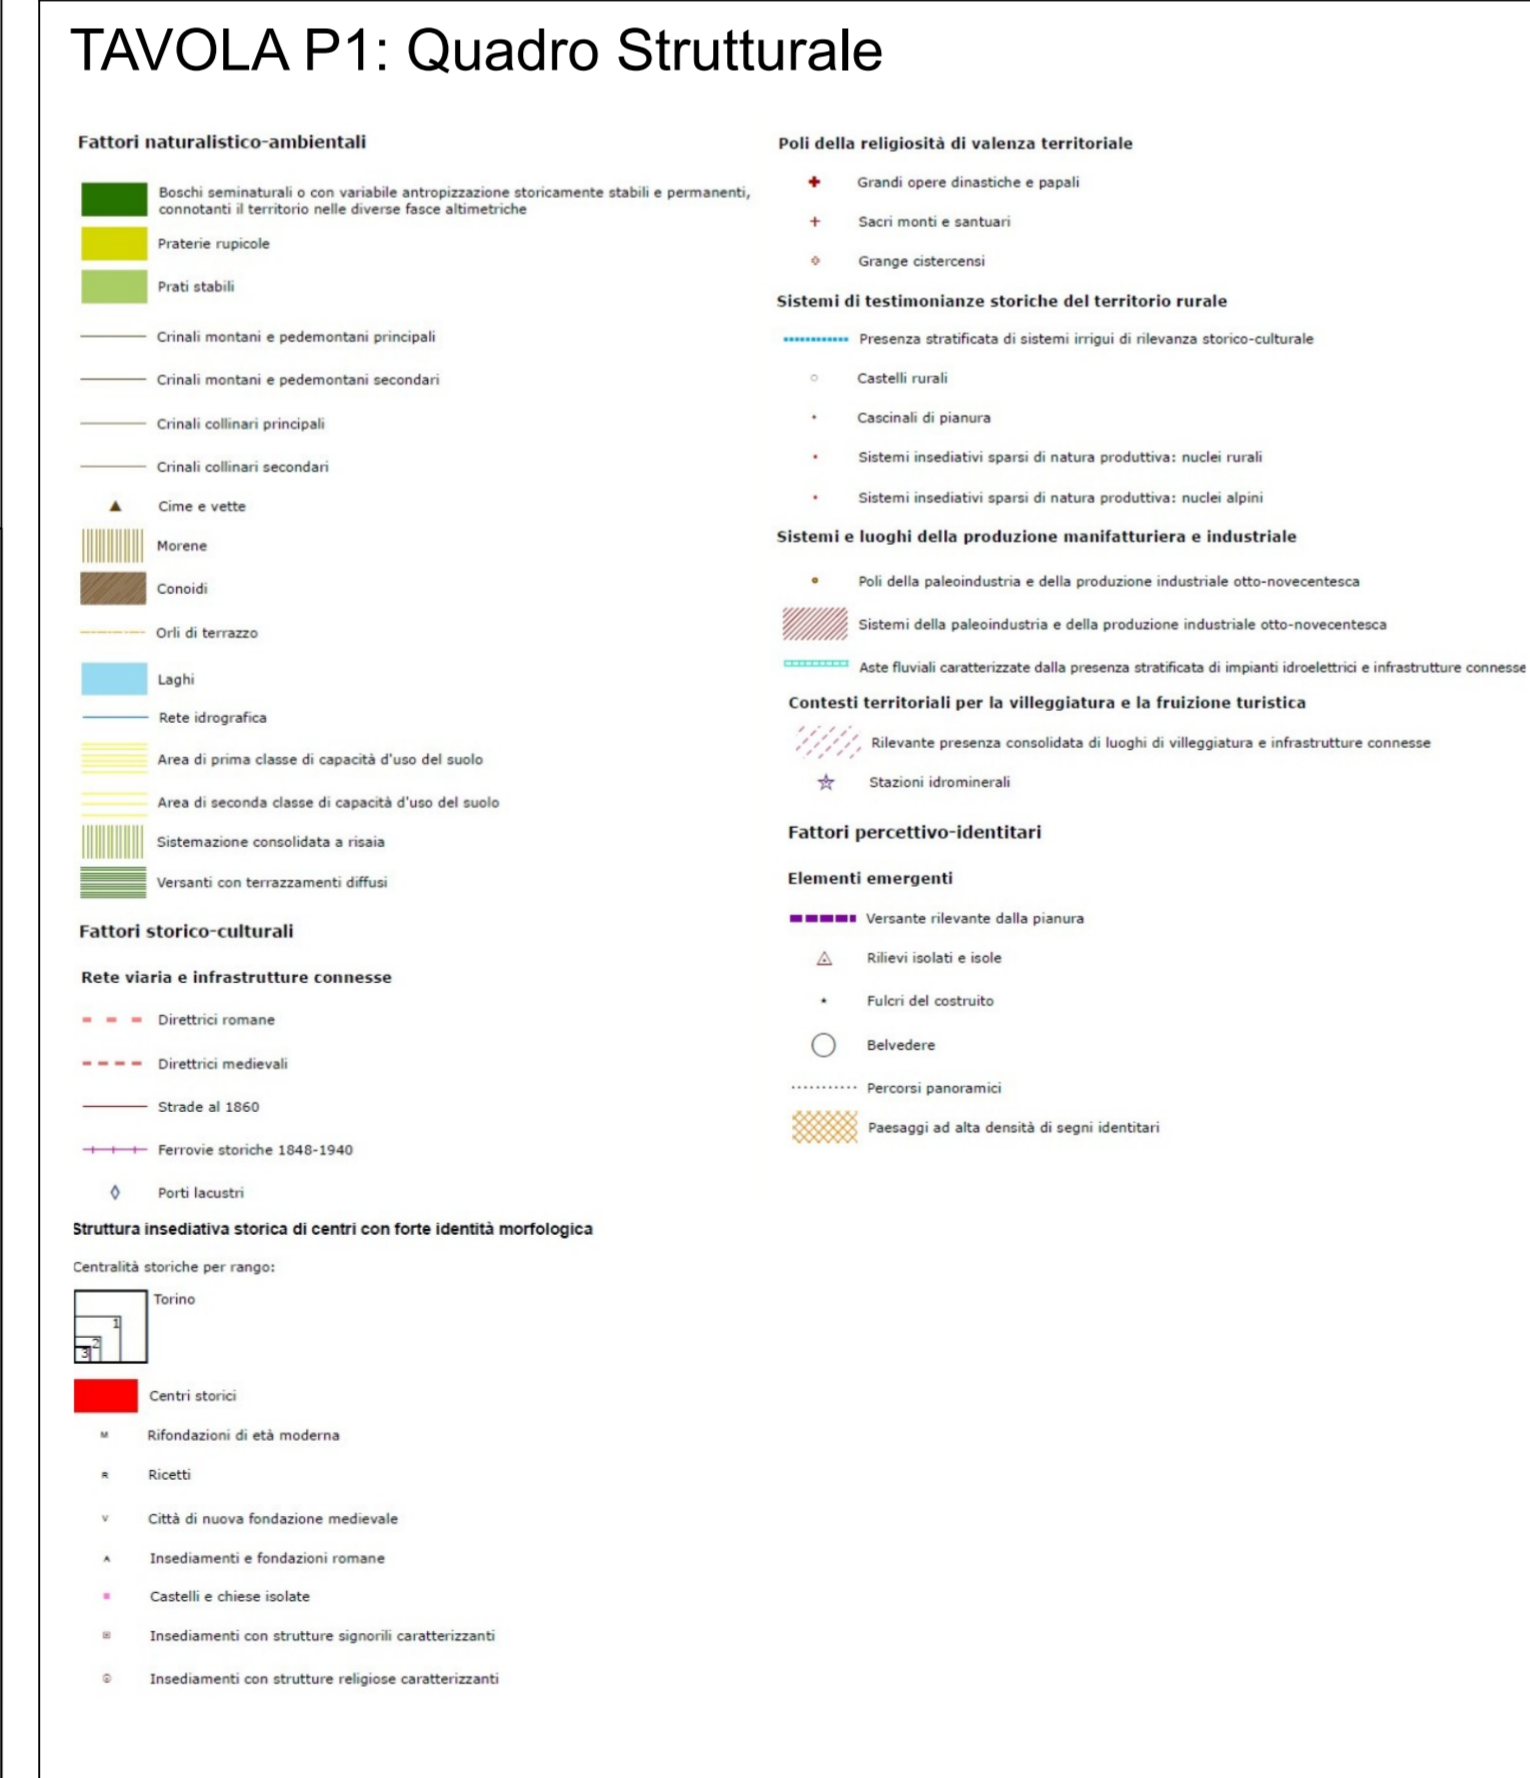 TAVOLA P1: Quadro Strutturale
Fattori naturalistico-ambientali
Boschi seminaturali o con variabile antropizzazione storicamente stabili e permanenti,
connotanti il territorio nelle diverse fasce altimetriche
Praterie rupicole
Prati stabili
Crinali montani e pedemontani principali
Crinali montani e pedemontani secondari
Crinali collinari principali
Crinali collinari secondari
Cime e vette
Morene
Conoidi
Orli di terrazzo
Laghi
Rete idrografica
Area di prima classe di capacità d'uso del suolo
Area di seconda classe di capacità d'uso del suolo
Sistemazione consolidata a risaia
Versanti con terrazzamenti diffusi
Fattori storico-culturali
Rete viaria e infrastrutture connesse
Direttrici romane
Direttrici medievali
Strade al 1860
Ferrovie storiche 1848-1940
Porti lacustri
Struttura insediativa storica di centri con forte identità morfologica
Centralità storiche per rango:
Torino
1
2
3
Centri storici
M Rifondazioni di età moderna
R Ricetti
V Città di nuova fondazione medievale
A Insediamenti e fondazioni romane
Castelli e chiese isolate
Insediamenti con strutture signorili caratterizzanti
Insediamenti con strutture religiose caratterizzanti
Poli della religiosità di valenza territoriale
Grandi opere dinastiche e papali
Sacri monti e santuari
Grange cistercensi
Sistemi di testimonianze storiche del territorio rurale
Presenza stratificata di sistemi irrigui di rilevanza storico-culturale
Castelli rurali
Cascinali di pianura
Sistemi insediativi sparsi di natura produttiva: nuclei rurali
Sistemi insediativi sparsi di natura produttiva: nuclei alpini
Sistemi e luoghi della produzione manifatturiera e industriale
Poli della paleoindustria e della produzione industriale otto-novecentesca
Sistemi della paleoindustria e della produzione industriale otto-novecentesca
Aste fluviali caratterizzate dalla presenza stratificata di impianti idroelettrici e infrastrutture connesse
Contesti territoriali per la villeggiatura e la fruizione turistica
Rilevante presenza consolidata di luoghi di villeggiatura e infrastrutture connesse
Stazioni idrominerali
Fattori percettivo-identitari
Elementi emergenti
Versante rilevante dalla pianura
Rilievi isolati e isole
Fulcri del costruito
Belvedere
Percorsi panoramici
Paesaggi ad alta densità di segni identitari